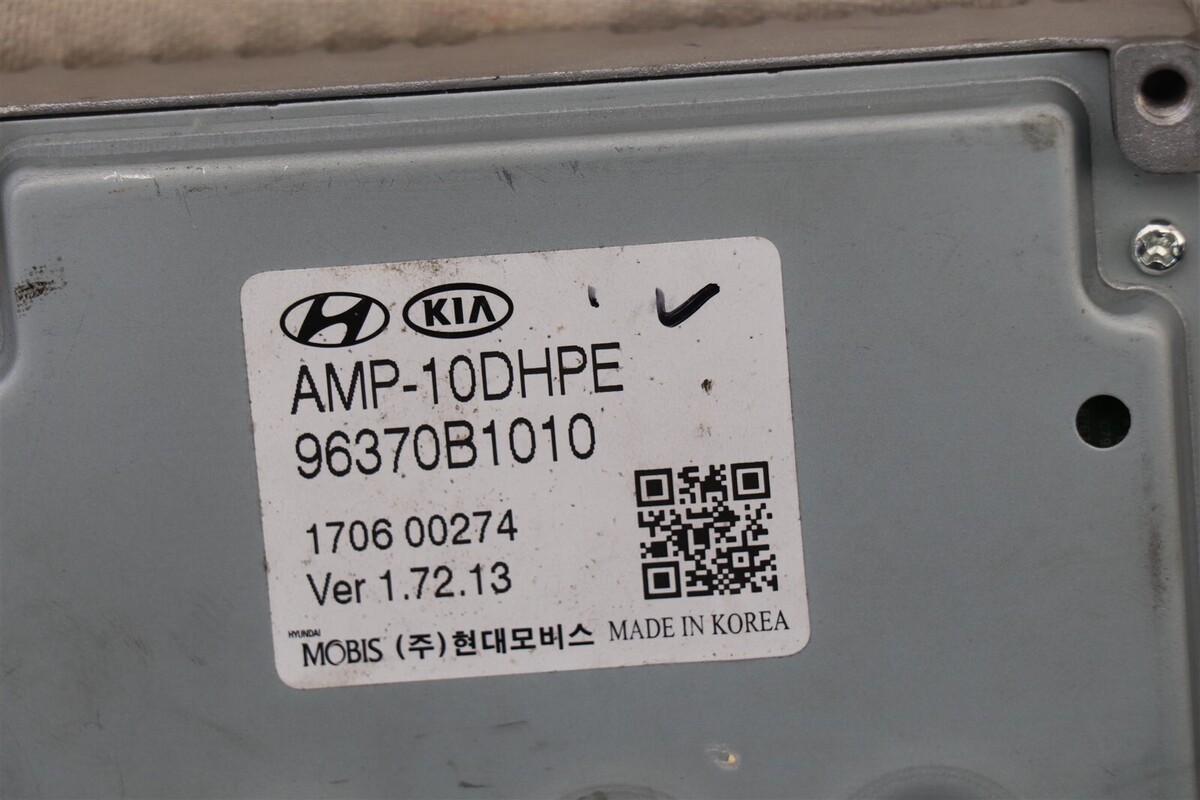 KIA
AMP-10DHPE
96370B1010
1706 00274
Ver 1.72.13
HYUNDAI
MOBIS (주)현대모비스 MADE IN KOREA